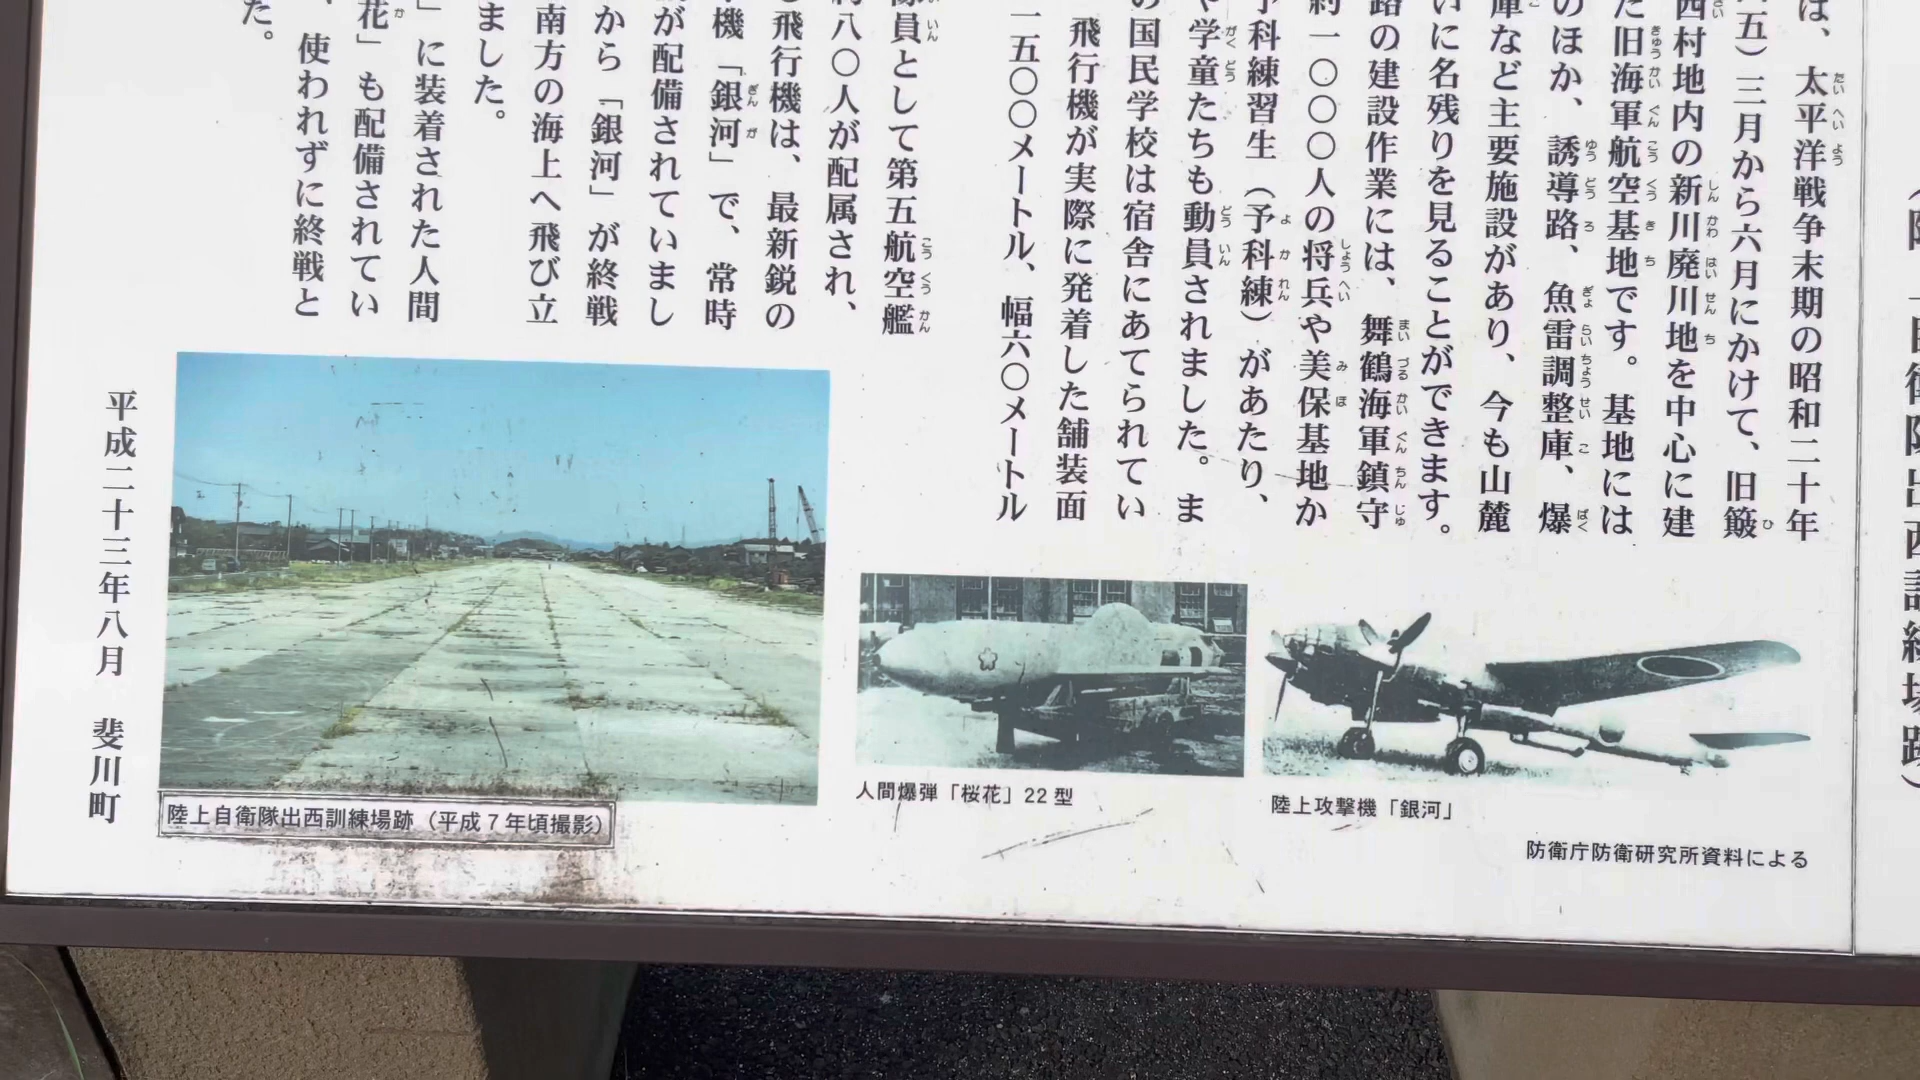 (陸上自衛隊出西訓練場跡)
は、太平洋戦争末期の昭和二十年
五)三月から六月にかけて、旧簸
西村地内の新川廃川地を中心に建
た旧海軍航空基地です。基地には
のほか、誘導路、魚雷調整庫、爆
庫など主要施設があり、今も山麓
いに名残りを見ることができます。
路の建設作業には、舞鶴海軍鎮守
約一〇〇〇人の将兵や美保基地か
予科練習生(予科練)があたり、
や学童たちも動員されました。ま
の国民学校は宿舎にあてられてい
飛行機が実際に発着した舗装面
一五〇〇メートル、幅六〇メートル
隊員として第五航空艦
八〇人が配属され、
飛行機は、最新鋭の
機「銀河」で、常時
が配備されていまし
から「銀河」が終戦
南方の海上へ飛び立
ました。
」に装着された人間
花」も配備されてい
、使われずに終戦と
た。
平成二十三年八月 斐川町
陸上自衛隊出西訓練場跡(平成7年頃撮影)
人間爆弾「桜花」22型
陸上攻撃機「銀河」
防衛庁防衛研究所資料による